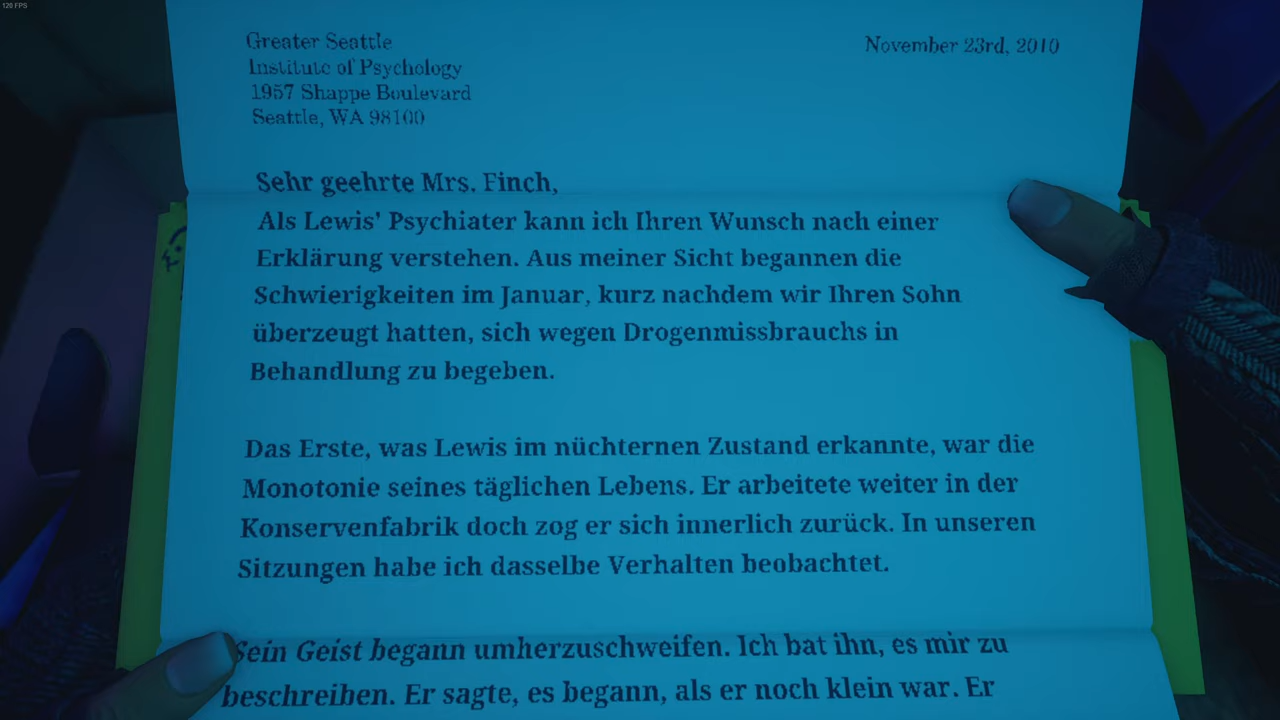 120 FPS
Greater Seattle
Institute of Psychology
1957 Shappe Boulevard
Seattle, WA 98100
November 23rd, 2010
Sehr geehrte Mrs. Finch,
Als Lewis' Psychiater kann ich Ihren Wunsch nach einer
Erklärung verstehen. Aus meiner Sicht begannen die
Schwierigkeiten im Januar, kurz nachdem wir Ihren Sohn
überzeugt hatten, sich wegen Drogenmissbrauchs in
Behandlung zu begeben.
Das Erste, was Lewis im nüchternen Zustand erkannte, war die
Monotonie seines täglichen Lebens. Er arbeitete weiter in der
Konservenfabrik doch zog er sich innerlich zurück. In unseren
Sitzungen habe ich dasselbe Verhalten beobachtet.
Sein Geist begann umherzuschweifen. Ich bat ihn, es mir zu
beschreiben. Er sagte, es begann, als er noch klein war. Er